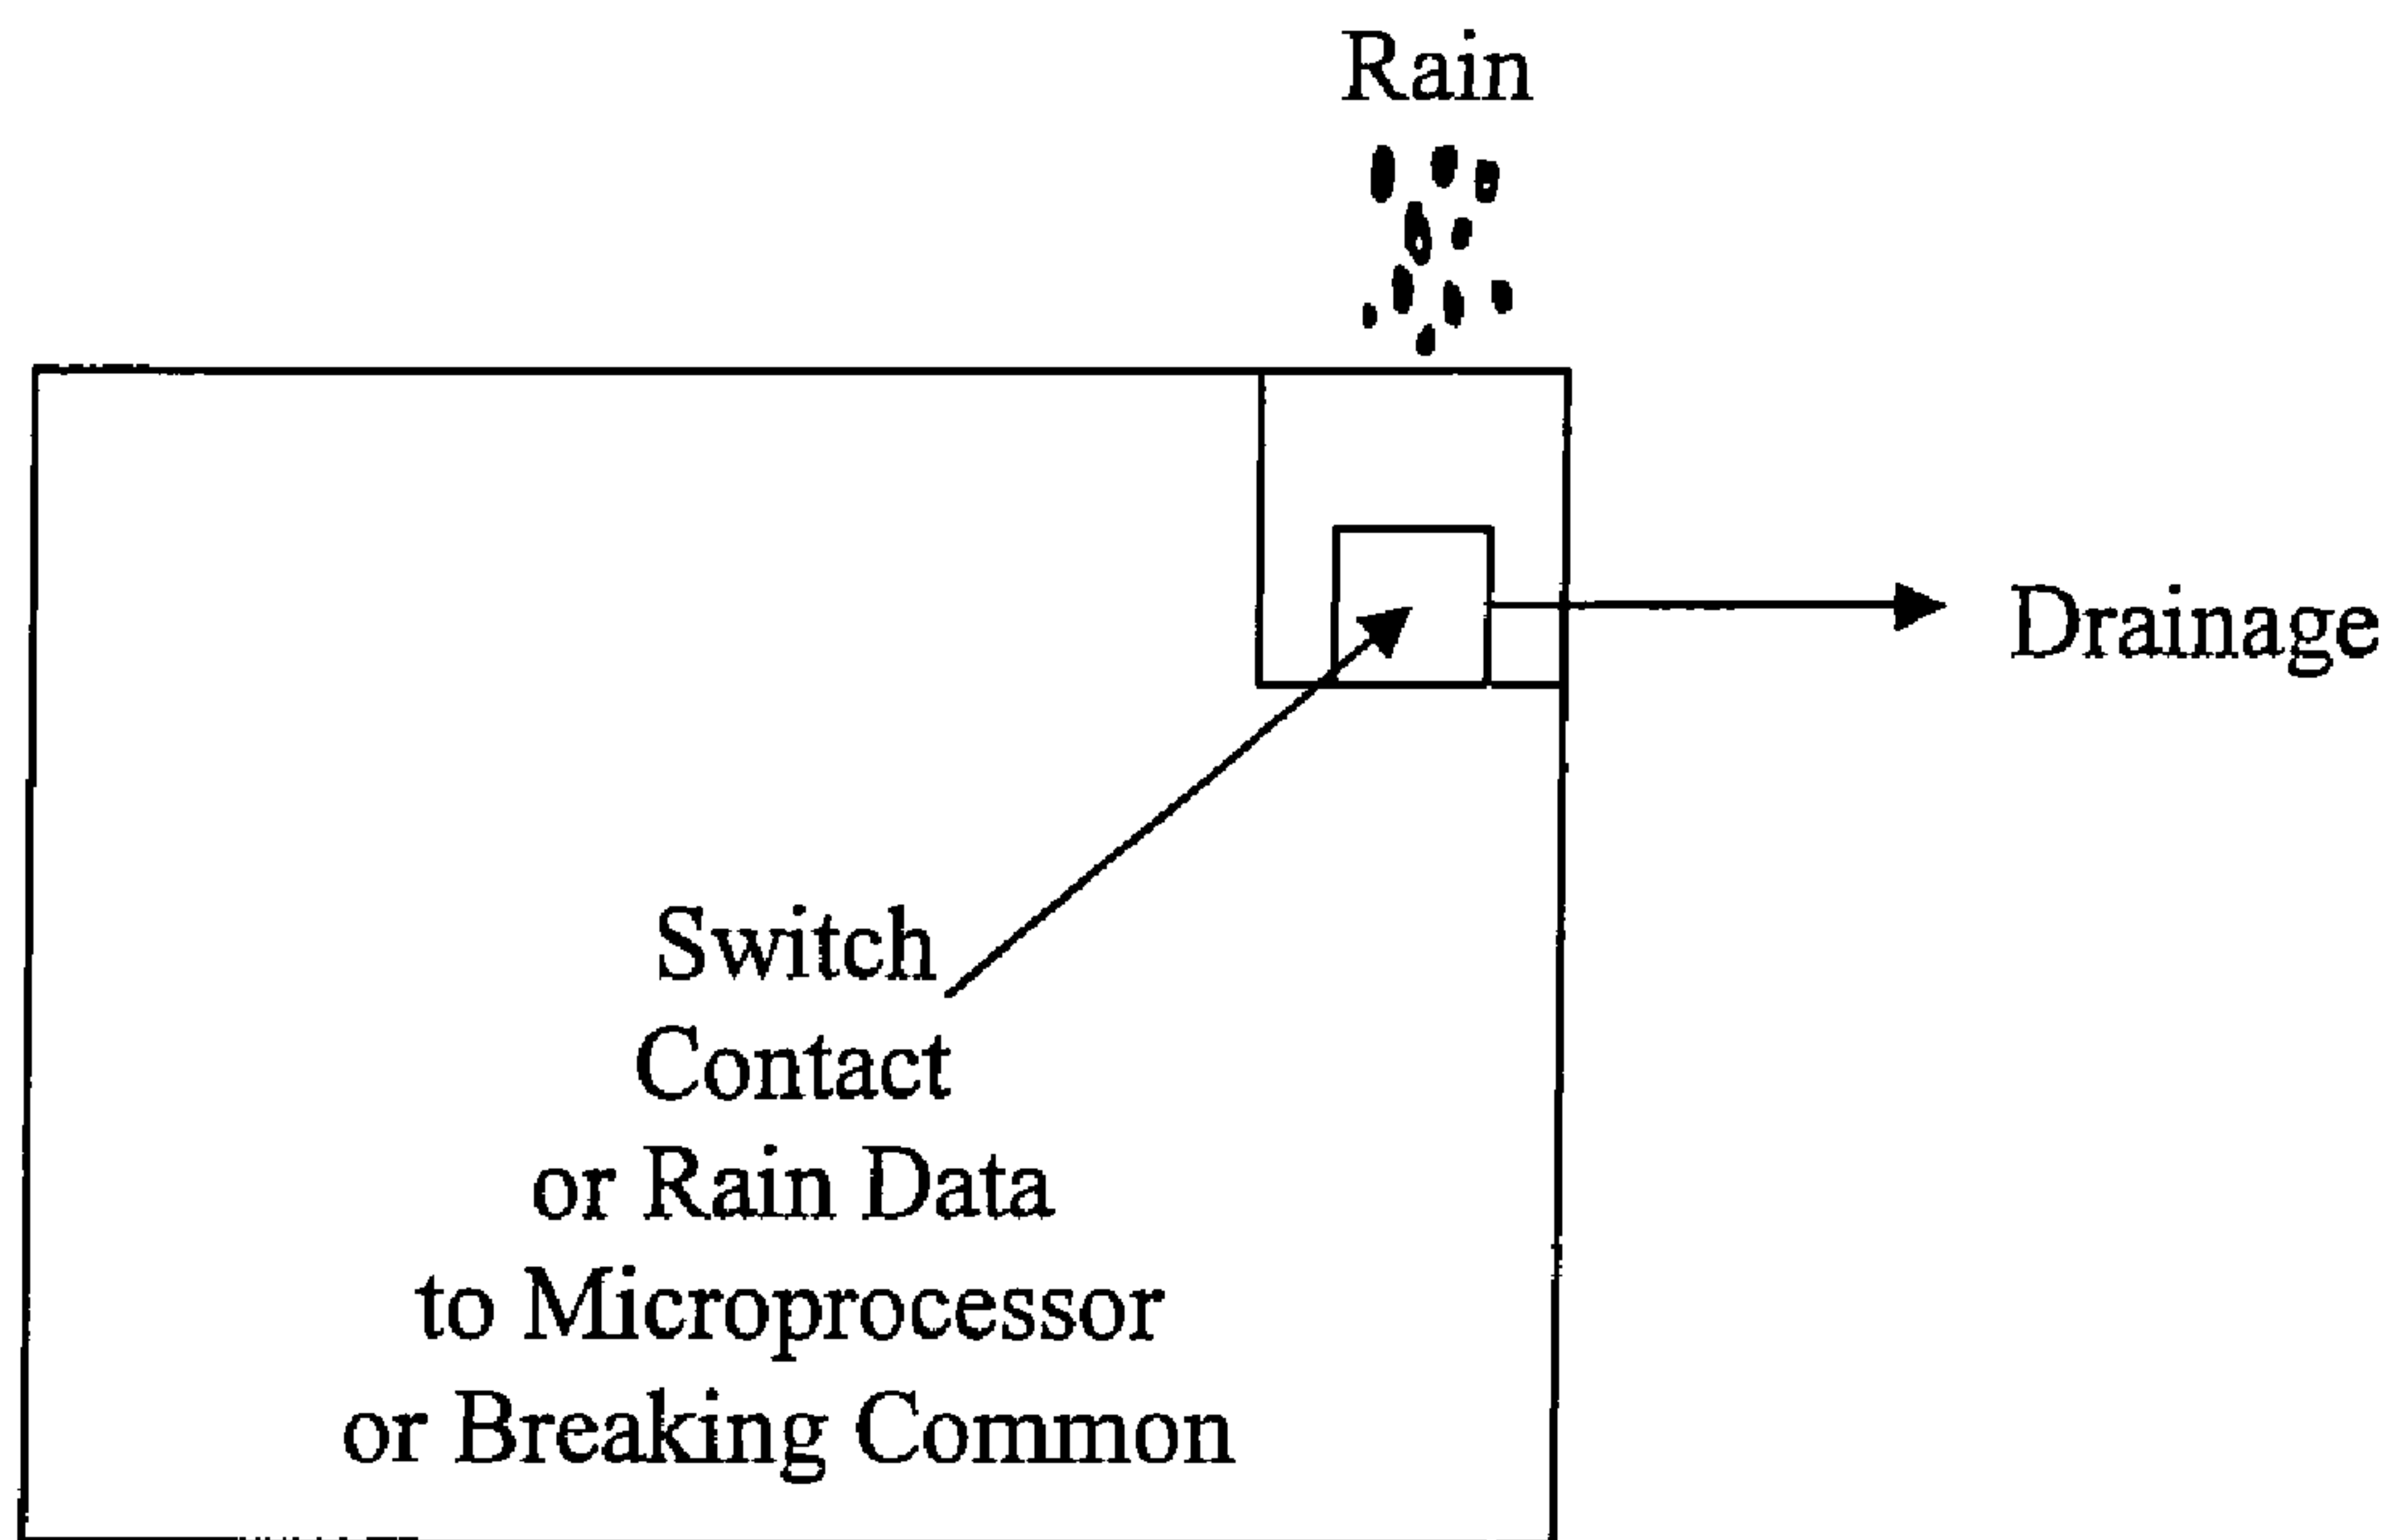 Rain
Drainage
Switch
Contact
or Rain Data
to Microprocessor
or Breaking Common